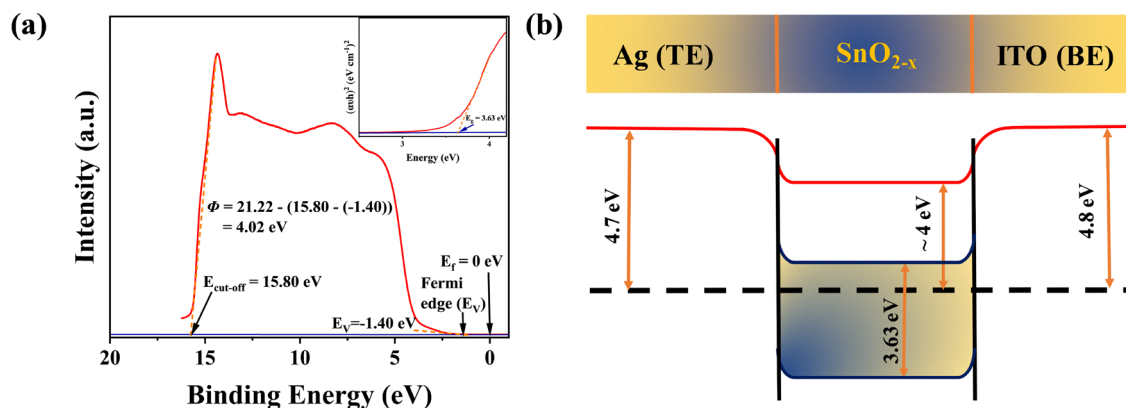 (a)
Intensity (a.u.)
Φ = 21.22 - (15.80 - (-1.40))
= 4.02 eV
E_cut-off = 15.80 eV
E_V=-1.40 eV
E_f = 0 eV
Fermi
edge (E_V)
20 15 10 5 0
Binding Energy (eV)
(αυh)² (eV cm⁻¹)²
E_g = 3.63 eV
3 4
Energy (eV)
(b)
Ag (TE) SnO₂₋ₓ ITO (BE)
4.7 eV
~ 4 eV
4.8 eV
3.63 eV